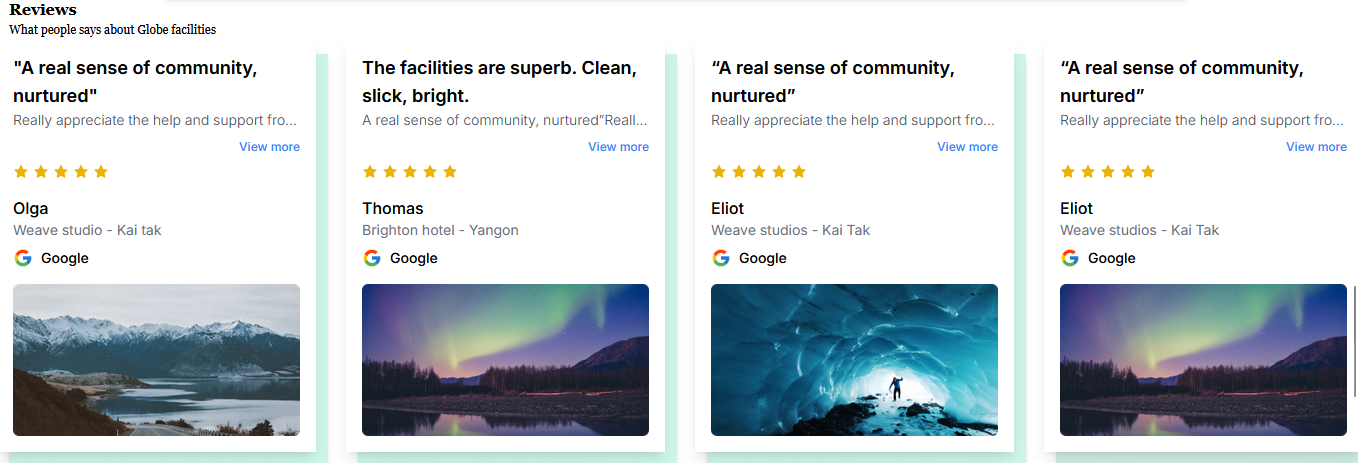 Reviews
What people says about Globe facilities
"A real sense of community,
nurtured"
Really appreciate the help and support fro...
View more
Olga
Weave studio - Kai tak
Google
The facilities are superb. Clean,
slick, bright.
A real sense of community, nurtured”Reall...
View more
Thomas
Brighton hotel - Yangon
Google
“A real sense of community,
nurtured”
Really appreciate the help and support fro...
View more
Eliot
Weave studios - Kai Tak
Google
“A real sense of community,
nurtured”
Really appreciate the help and support fro...
View more
Eliot
Weave studios - Kai Tak
Google